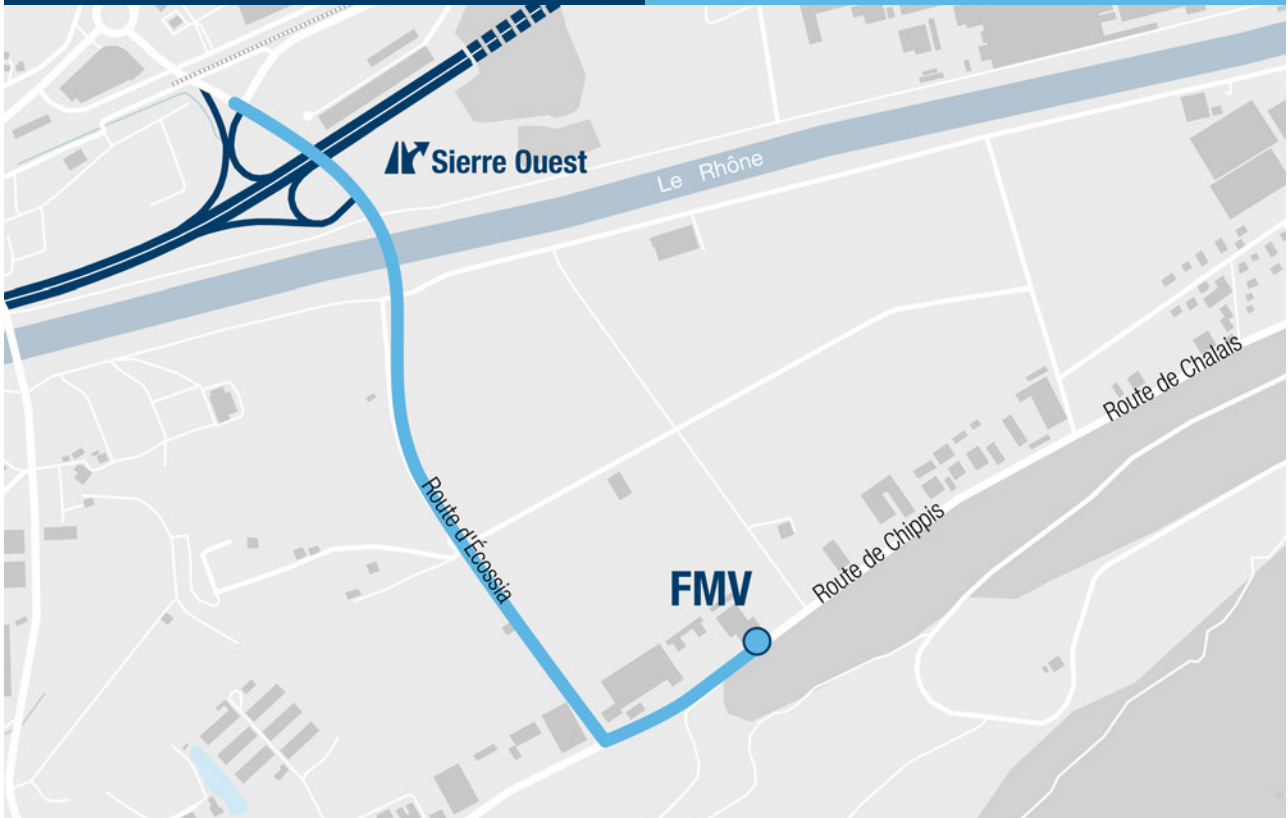 Sierre Ouest
Le Rhône
Route de Chalais
Route d'Écossia
Route de Chippis
FMV